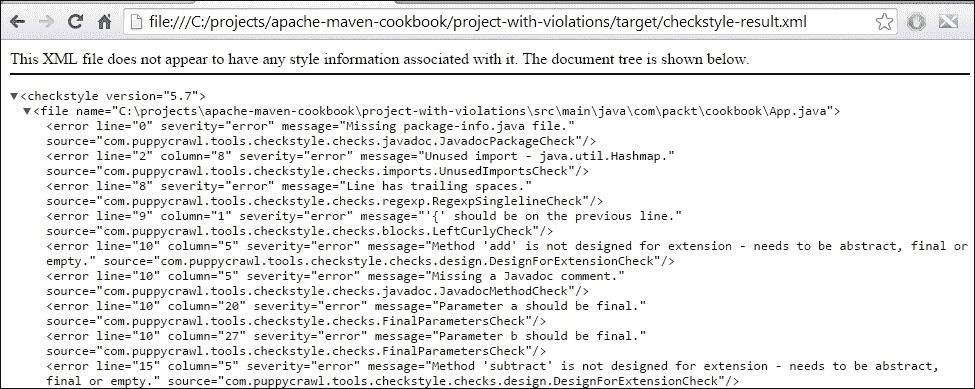 file:///C:/projects/apache-maven-cookbook/project-with-violations/target/checkstyle-result.xml
This XML file does not appear to have any style information associated with it. The document tree is shown below.
▼<checkstyle version="5.7">
▼<file name="C:\projects\apache-maven-cookbook\project-with-violations\src\main\java\com\packt\cookbook\App.java">
<error line="0" severity="error" message="Missing package-info.java file."
source="com.puppycrawl.tools.checkstyle.checks.javadoc.JavadocPackageCheck"/>
<error line="2" column="8" severity="error" message="Unused import - java.util.Hashmap."
source="com.puppycrawl.tools.checkstyle.checks.imports.UnusedImportsCheck"/>
<error line="8" severity="error" message="Line has trailing spaces."
source="com.puppycrawl.tools.checkstyle.checks.regexp.RegexpSinglelineCheck"/>
<error line="9" column="1" severity="error" message="'{' should be on the previous line."
source="com.puppycrawl.tools.checkstyle.checks.blocks.LeftCurlyCheck"/>
<error line="10" column="5" severity="error" message="Method 'add' is not designed for extension - needs to be abstract, final or
empty." source="com.puppycrawl.tools.checkstyle.checks.design.DesignForExtensionCheck"/>
<error line="10" column="5" severity="error" message="Missing a Javadoc comment."
source="com.puppycrawl.tools.checkstyle.checks.javadoc.JavadocMethodCheck"/>
<error line="10" column="20" severity="error" message="Parameter a should be final."
source="com.puppycrawl.tools.checkstyle.checks.FinalParametersCheck"/>
<error line="10" column="27" severity="error" message="Parameter b should be final."
source="com.puppycrawl.tools.checkstyle.checks.FinalParametersCheck"/>
<error line="15" column="5" severity="error" message="Method 'subtract' is not designed for extension - needs to be abstract,
final or empty." source="com.puppycrawl.tools.checkstyle.checks.design.DesignForExtensionCheck"/>